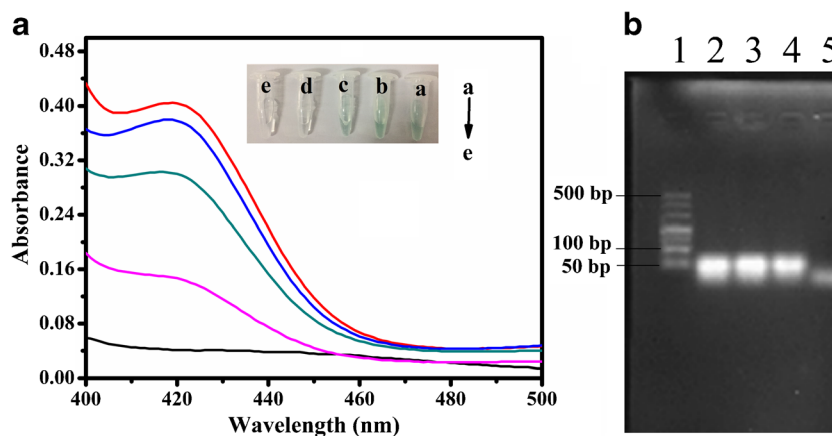 a
b
0.48
0.40
0.32
0.24
0.16
0.08
0.00
Absorbance
400
420
440
460
480
500
Wavelength (nm)
e d c b a
a
e
1 2 3 4 5
500 bp
100 bp
50 bp